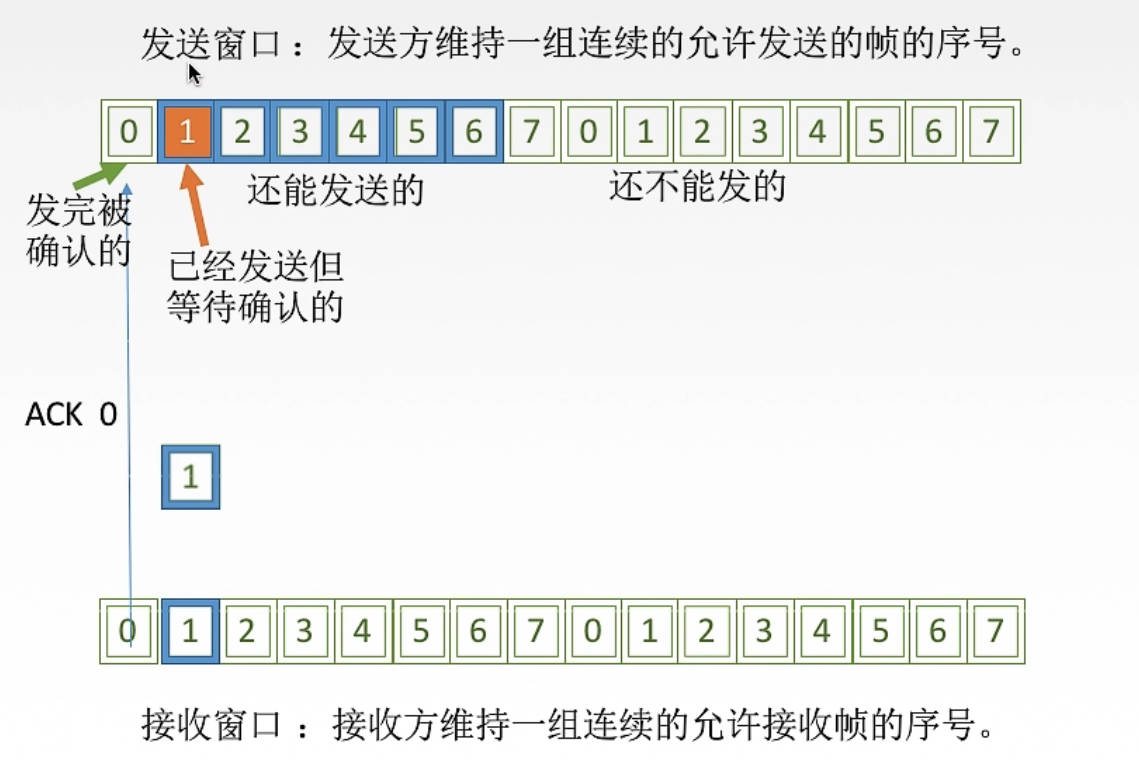 发送窗口：发送方维持一组连续的允许发送的帧的序号。
0 1 2 3 4 5 6 7 0 1 2 3 4 5 6 7
还能发送的
还不能发的
发完被
确认的
已经发送但
等待确认的
ACK 0
1
0 1 2 3 4 5 6 7 0 1 2 3 4 5 6 7
接收窗口：接收方维持一组连续的允许接收帧的序号。